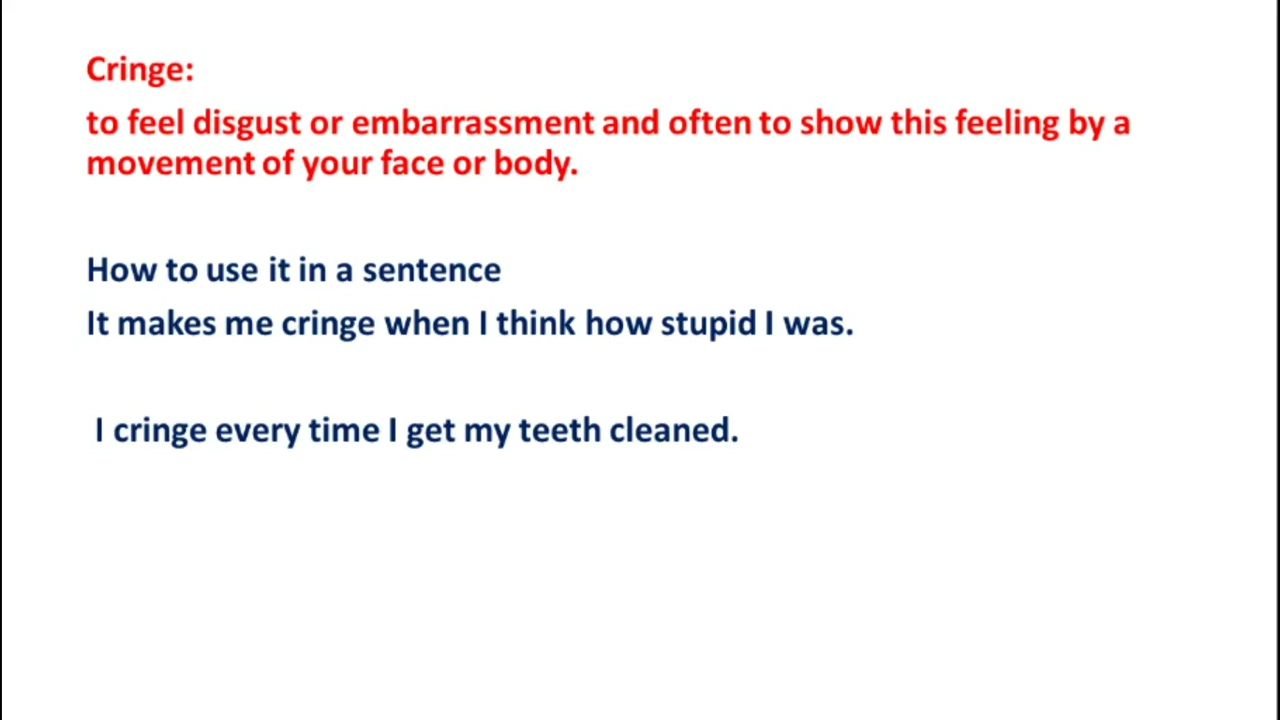 Cringe:
to feel disgust or embarrassment and often to show this feeling by a
movement of your face or body.
How to use it in a sentence
It makes me cringe when I think how stupid I was.
I cringe every time I get my teeth cleaned.